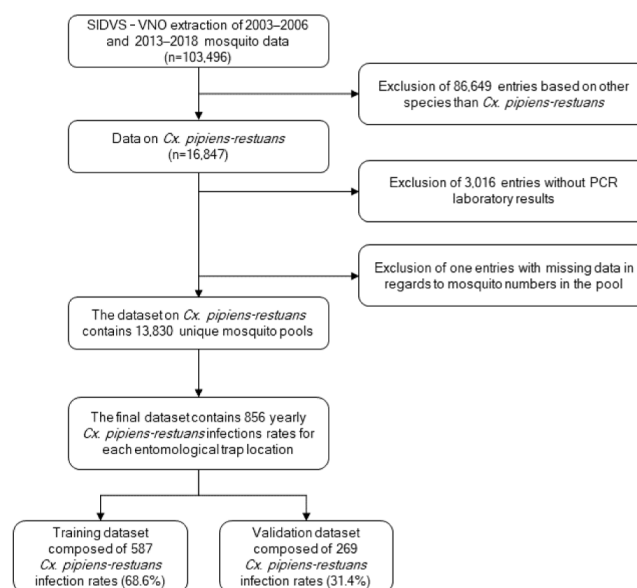 SIDVS - VNO extraction of 2003–2006
and 2013–2018 mosquito data
(n=103,496)
Exclusion of 86,649 entries based on other
species than Cx. pipiens-restuans
Data on Cx. pipiens-restuans
(n=16,847)
Exclusion of 3,016 entries without PCR
laboratory results
Exclusion of one entries with missing data in
regards to mosquito numbers in the pool
The dataset on Cx. pipiens-restuans
contains 13,830 unique mosquito pools
The final dataset contains 856 yearly
Cx. pipiens-restuans infections rates for
each entomological trap location
Training dataset
composed of 587
Cx. pipiens-restuans
infection rates (68.6%)
Validation dataset
composed of 269
Cx. pipiens-restuans
infection rates (31.4%)